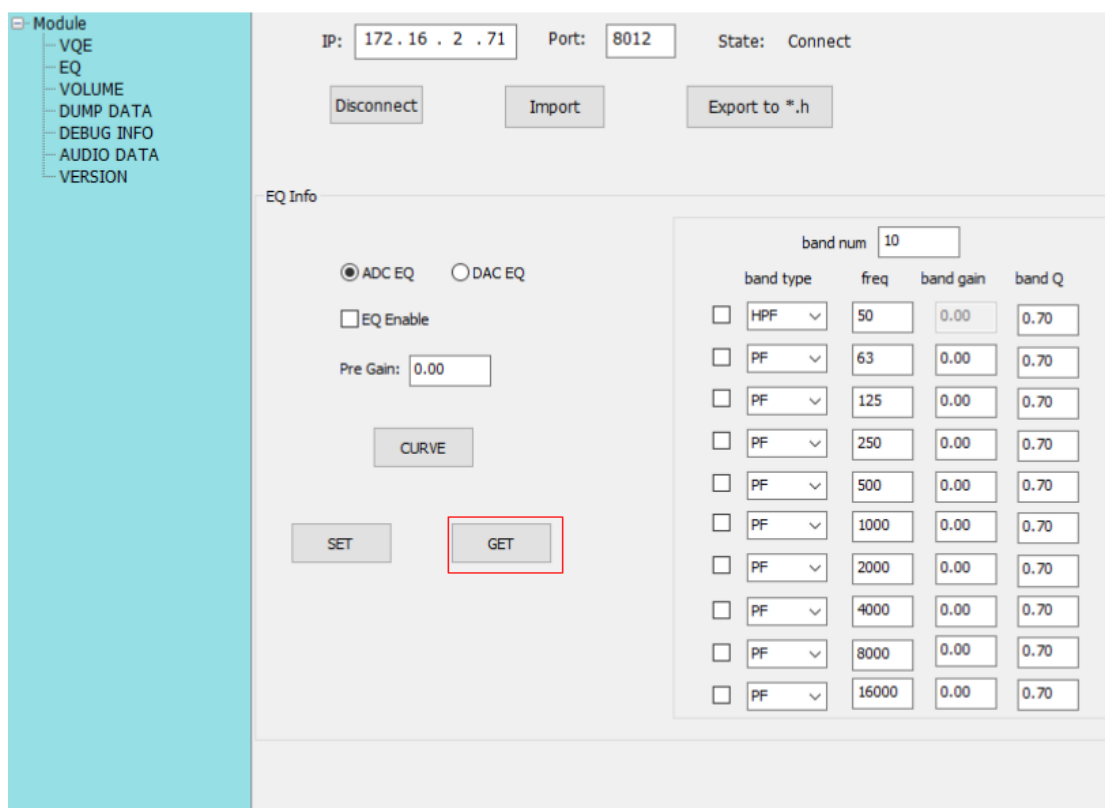 Module
VQE
EQ
VOLUME
DUMP DATA
DEBUG INFO
AUDIO DATA
VERSION
IP: 172 . 16 . 2 . 71 Port: 8012 State: Connect
Disconnect Import Export to *.h
EQ Info
ADC EQ DAC EQ
EQ Enable
Pre Gain: 0.00
CURVE
SET GET
band num 10
band type freq band gain band Q
HPF 50 0.00 0.70
PF 63 0.00 0.70
PF 125 0.00 0.70
PF 250 0.00 0.70
PF 500 0.00 0.70
PF 1000 0.00 0.70
PF 2000 0.00 0.70
PF 4000 0.00 0.70
PF 8000 0.00 0.70
PF 16000 0.00 0.70